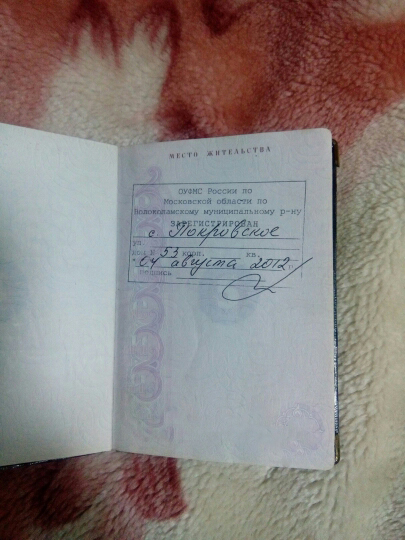 МЕСТО ЖИТЕЛЬСТВА
ОУФМС России по
Московской области по
Волоколамскому муниципальному р-ну
ЗАРЕГИСТРИРОВАН
с Покровское
ул.
дом № 53 корп. кв.
"04 августа 2012 г
Подпись